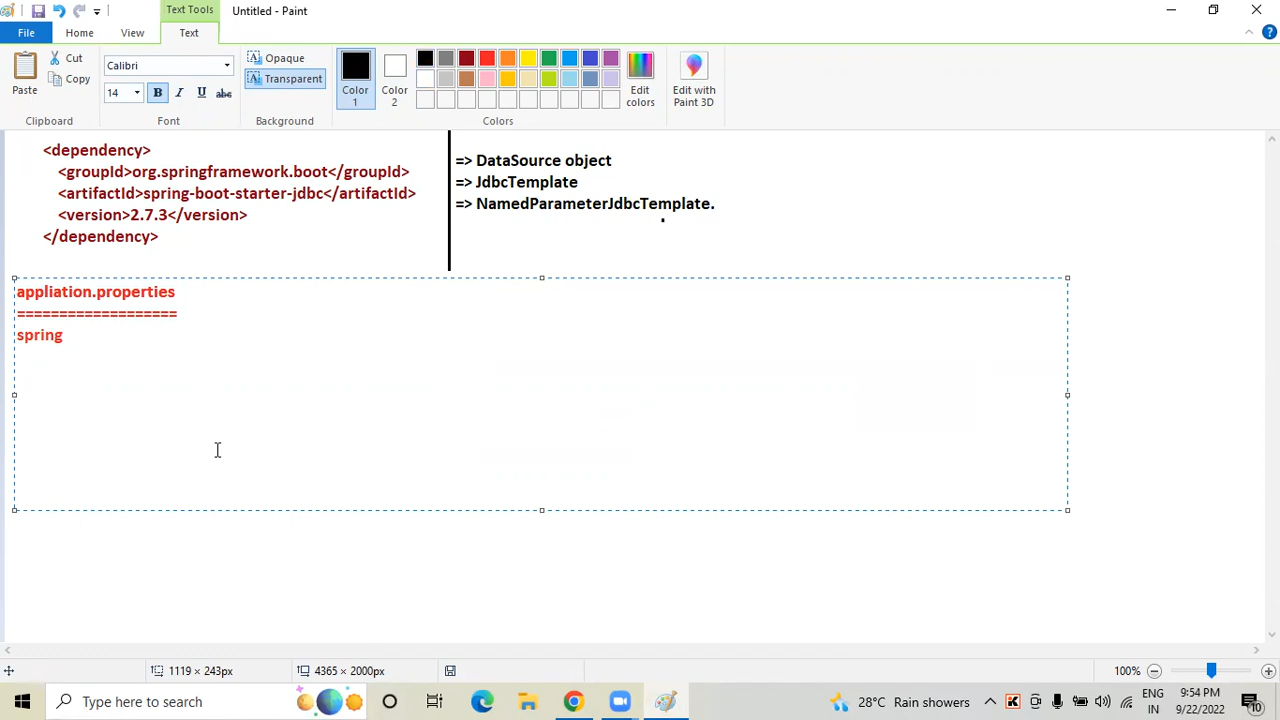 Text Tools
Untitled - Paint
File
Home
View
Text
Paste
Cut
Copy
Clipboard
Calibri
14
B
I
U
abc
Font
Opaque
Transparent
Background
Color
1
Color
2
Edit
colors
Colors
Edit with
Paint 3D
<dependency>
<groupId>org.springframework.boot</groupId>
<artifactId>spring-boot-starter-jdbc</artifactId>
<version>2.7.3</version>
</dependency>
=> DataSource object
=> JdbcTemplate
=> NamedParameterJdbcTemplate.
appliation.properties
===================
spring
1119 × 243px
4365 × 2000px
100%
Type here to search
28°C Rain showers
ENG
IN
9:54 PM
9/22/2022
10